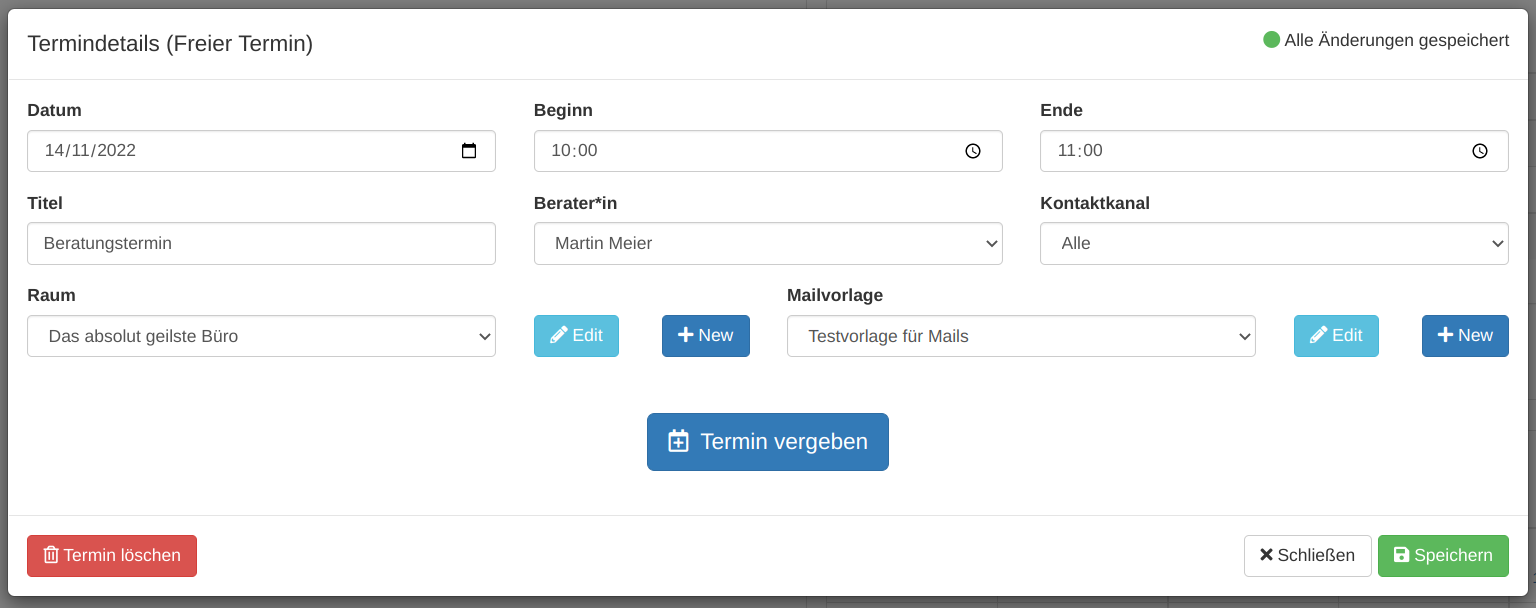 Termindetails (Freier Termin)
Alle Änderungen gespeichert
Datum
Beginn
Ende
14/11/2022
10:00
11:00
Titel
Berater*in
Kontaktkanal
Beratungstermin
Martin Meier
Alle
Raum
Mailvorlage
Das absolut geilste Büro
Edit
New
Testvorlage für Mails
Edit
New
Termin vergeben
Termin löschen
Schließen
Speichern